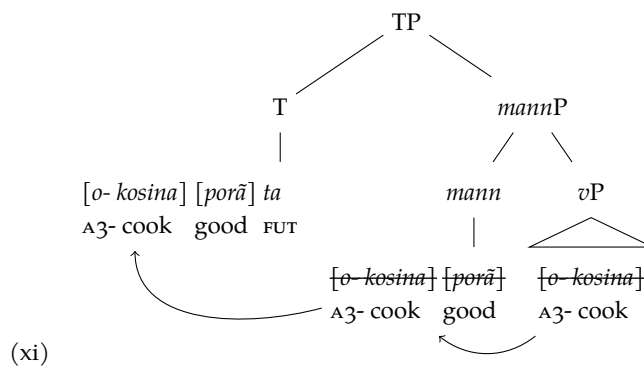 TP
T mannP
[o- kosina] [porã] ta mann vP
A3- cook good FUT
[o- kosina] [porã] [o- kosina]
A3- cook good A3- cook
(xi)